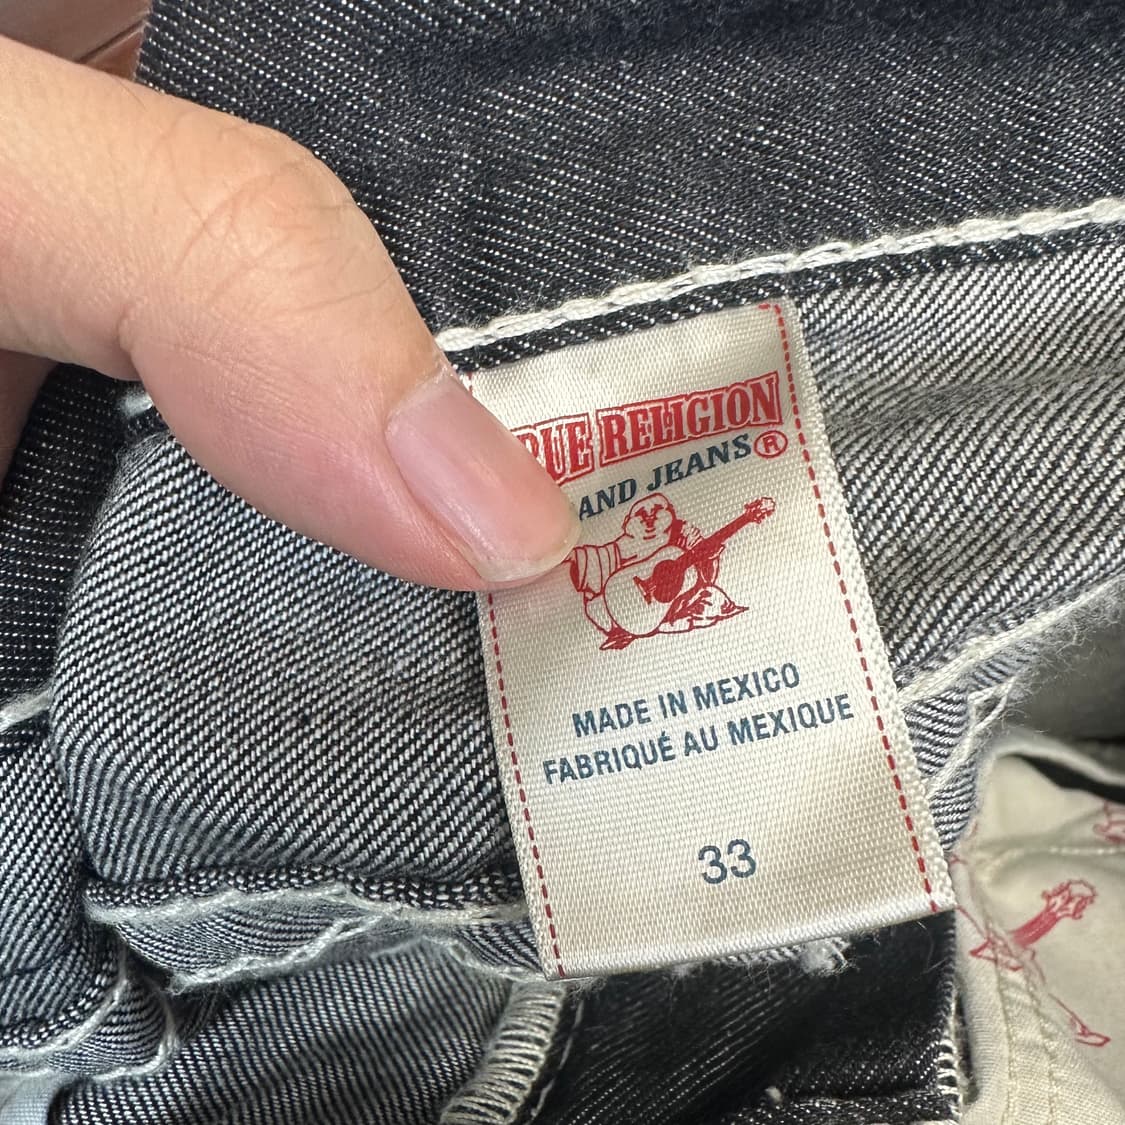 RUE RELIGION
AND JEANS®
MADE IN MEXICO
FABRIQUÉ AU MEXIQUE
33